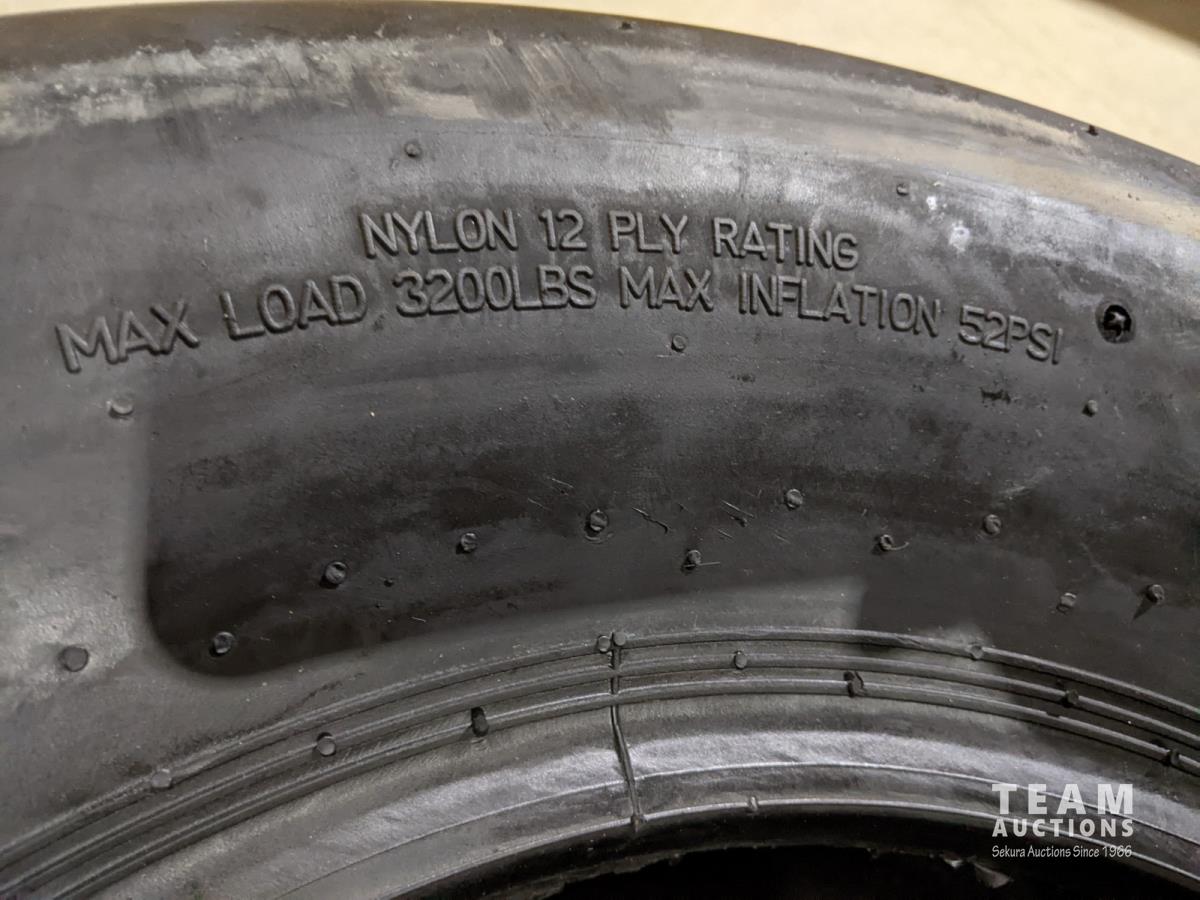 NYLON 12 PLY RATING
MAX LOAD 3200LBS MAX INFLATION 52PSI
TEAM
AUCTIONS
Sekura Auctions Since 1966